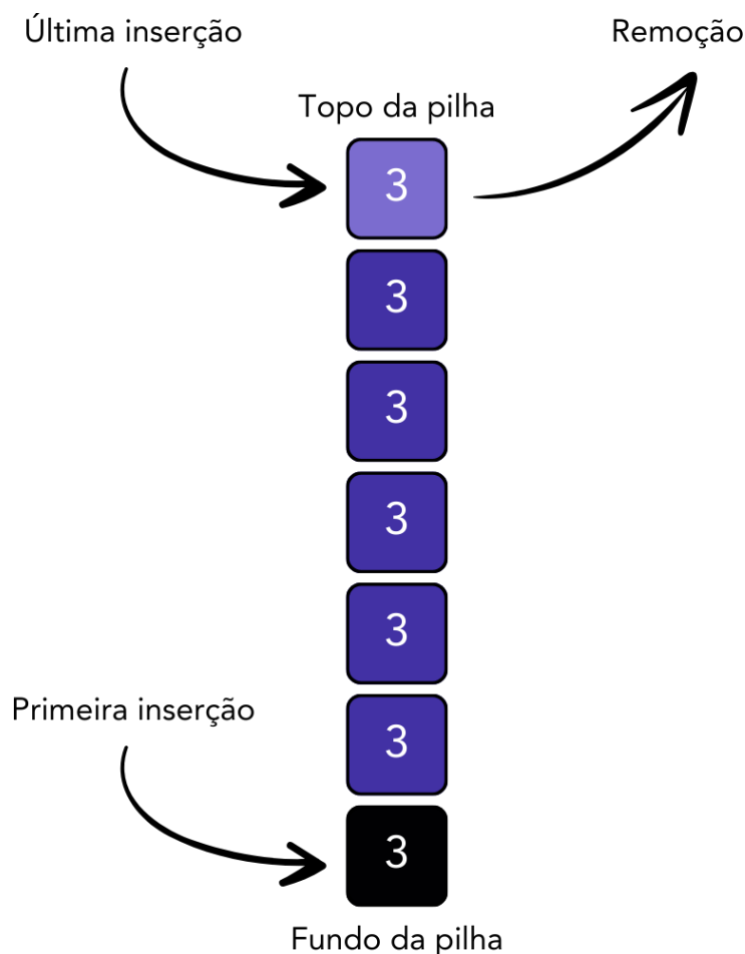 Última inserção
Remoção
Topo da pilha
3
3
3
3
3
3
Primeira inserção
3
Fundo da pilha